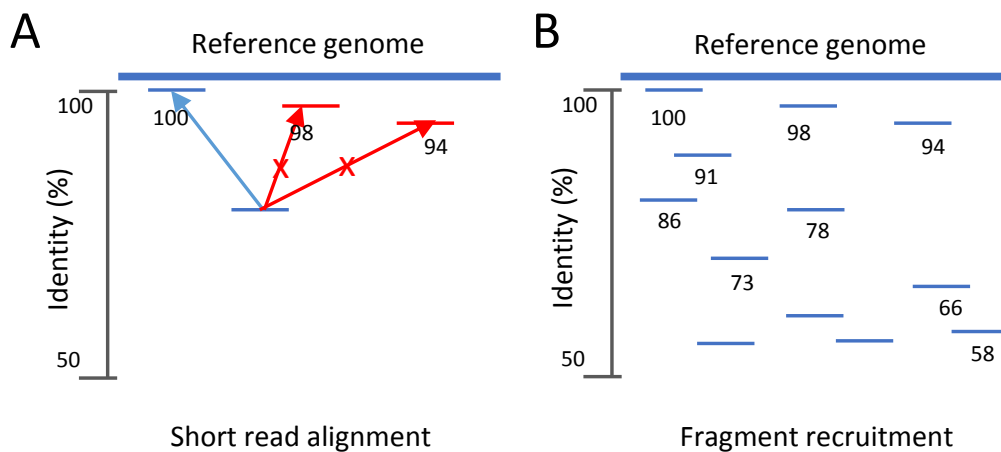 A
Reference genome
100
100
98
94
X
X
Identity (%)
50
Short read alignment
B
Reference genome
100
100
98
94
91
86
78
73
66
58
Identity (%)
50
Fragment recruitment